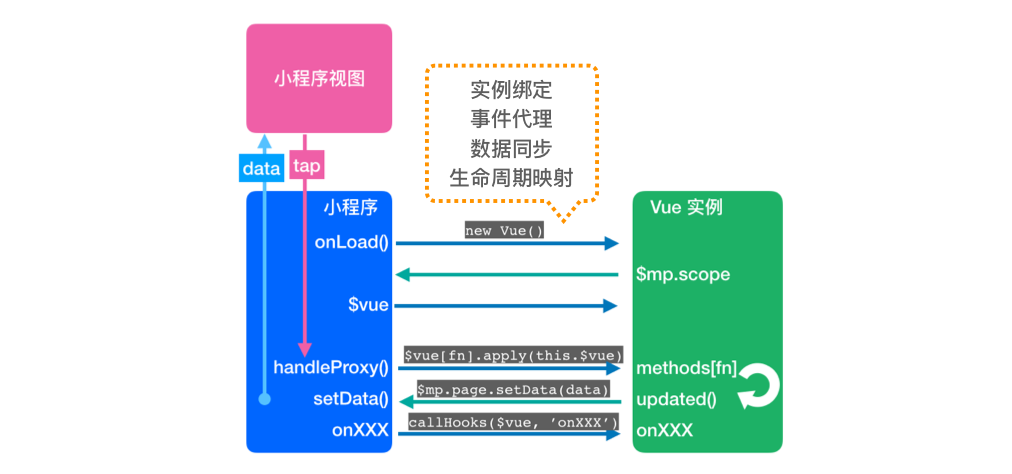 小程序视图
实例绑定
事件代理
数据同步
生命周期映射
data
tap
小程序
Vue 实例
onLoad()
new Vue()
$mp.scope
$vue
handleProxy()
$vue[fn].apply(this.$vue)
methods[fn]
setData()
$mp.page.setData(data)
updated()
onXXX
callHooks($vue, ’onXXX’)
onXXX